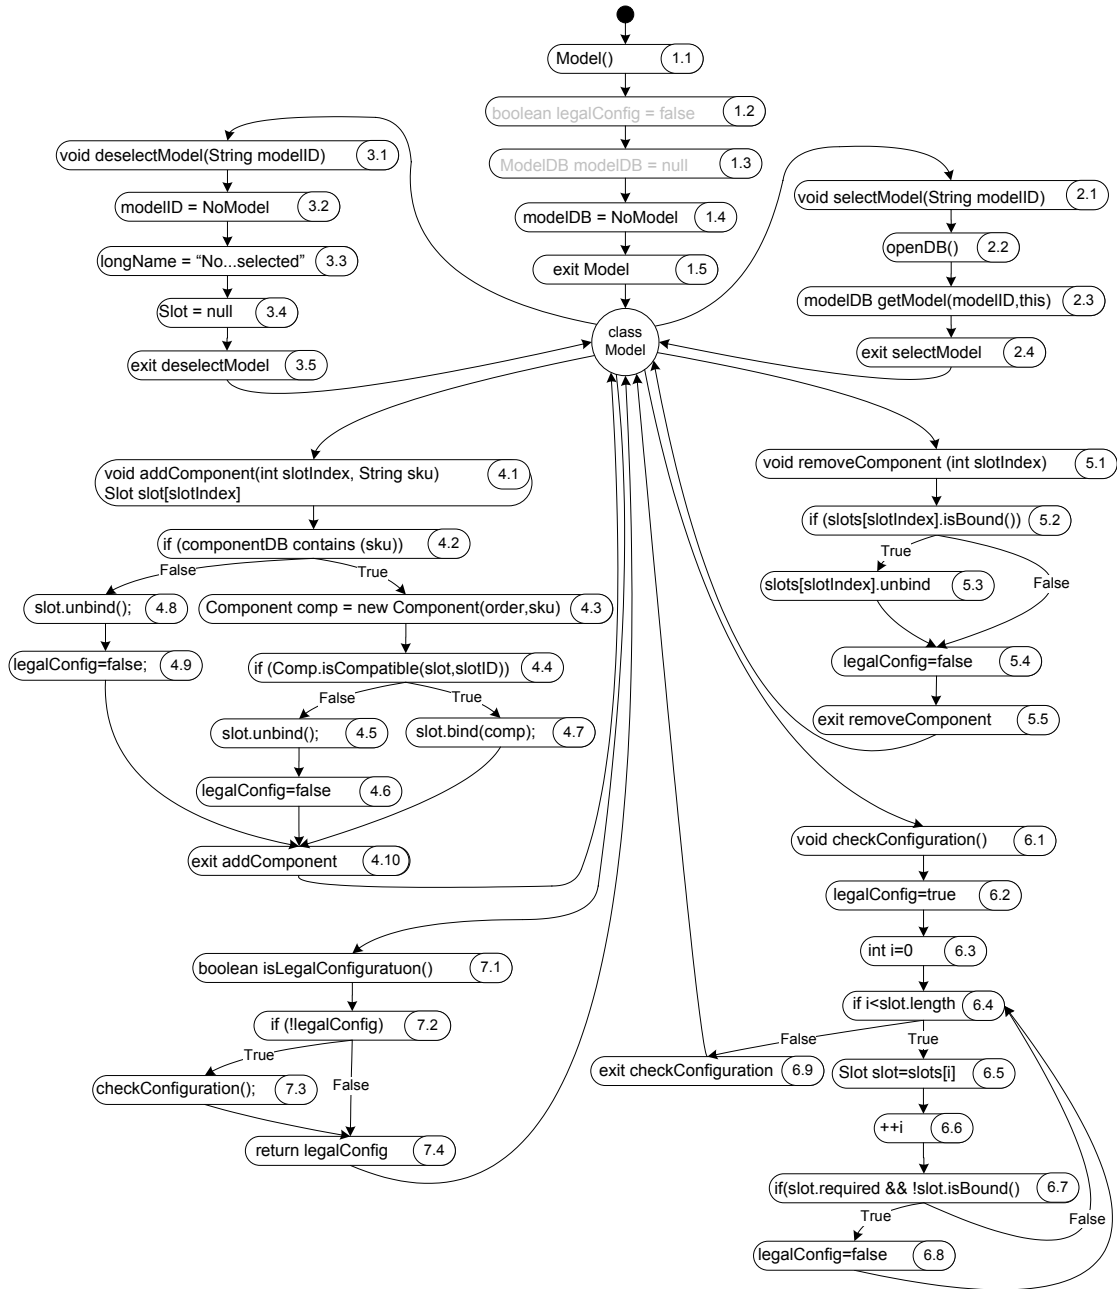 Model() 1.1
boolean legalConfig = false 1.2
ModelDB modelDB = null 1.3
modelDB = NoModel 1.4
exit Model 1.5
class
Model
void selectModel(String modelID) 2.1
openDB() 2.2
modelDB getModel(modelID,this) 2.3
exit selectModel 2.4
void deselectModel(String modelID) 3.1
modelID = NoModel 3.2
longName = “No...selected” 3.3
Slot = null 3.4
exit deselectModel 3.5
void addComponent(int slotIndex, String sku) 4.1
Slot slot[slotIndex]
if (componentDB contains (sku)) 4.2
False
True
slot.unbind(); 4.8
Component comp = new Component(order,sku) 4.3
legalConfig=false; 4.9
if (Comp.isCompatible(slot,slotID)) 4.4
False
True
slot.unbind(); 4.5
slot.bind(comp); 4.7
legalConfig=false 4.6
exit addComponent 4.10
void removeComponent (int slotIndex) 5.1
if (slots[slotIndex].isBound()) 5.2
True
False
slots[slotIndex].unbind 5.3
legalConfig=false 5.4
exit removeComponent 5.5
void checkConfiguration() 6.1
legalConfig=true 6.2
int i=0 6.3
if i<slot.length 6.4
False
True
exit checkConfiguration 6.9
Slot slot=slots[i] 6.5
++i 6.6
if(slot.required && !slot.isBound() 6.7
True
False
legalConfig=false 6.8
boolean isLegalConfiguratuon() 7.1
if (!legalConfig) 7.2
True
False
checkConfiguration(); 7.3
return legalConfig 7.4